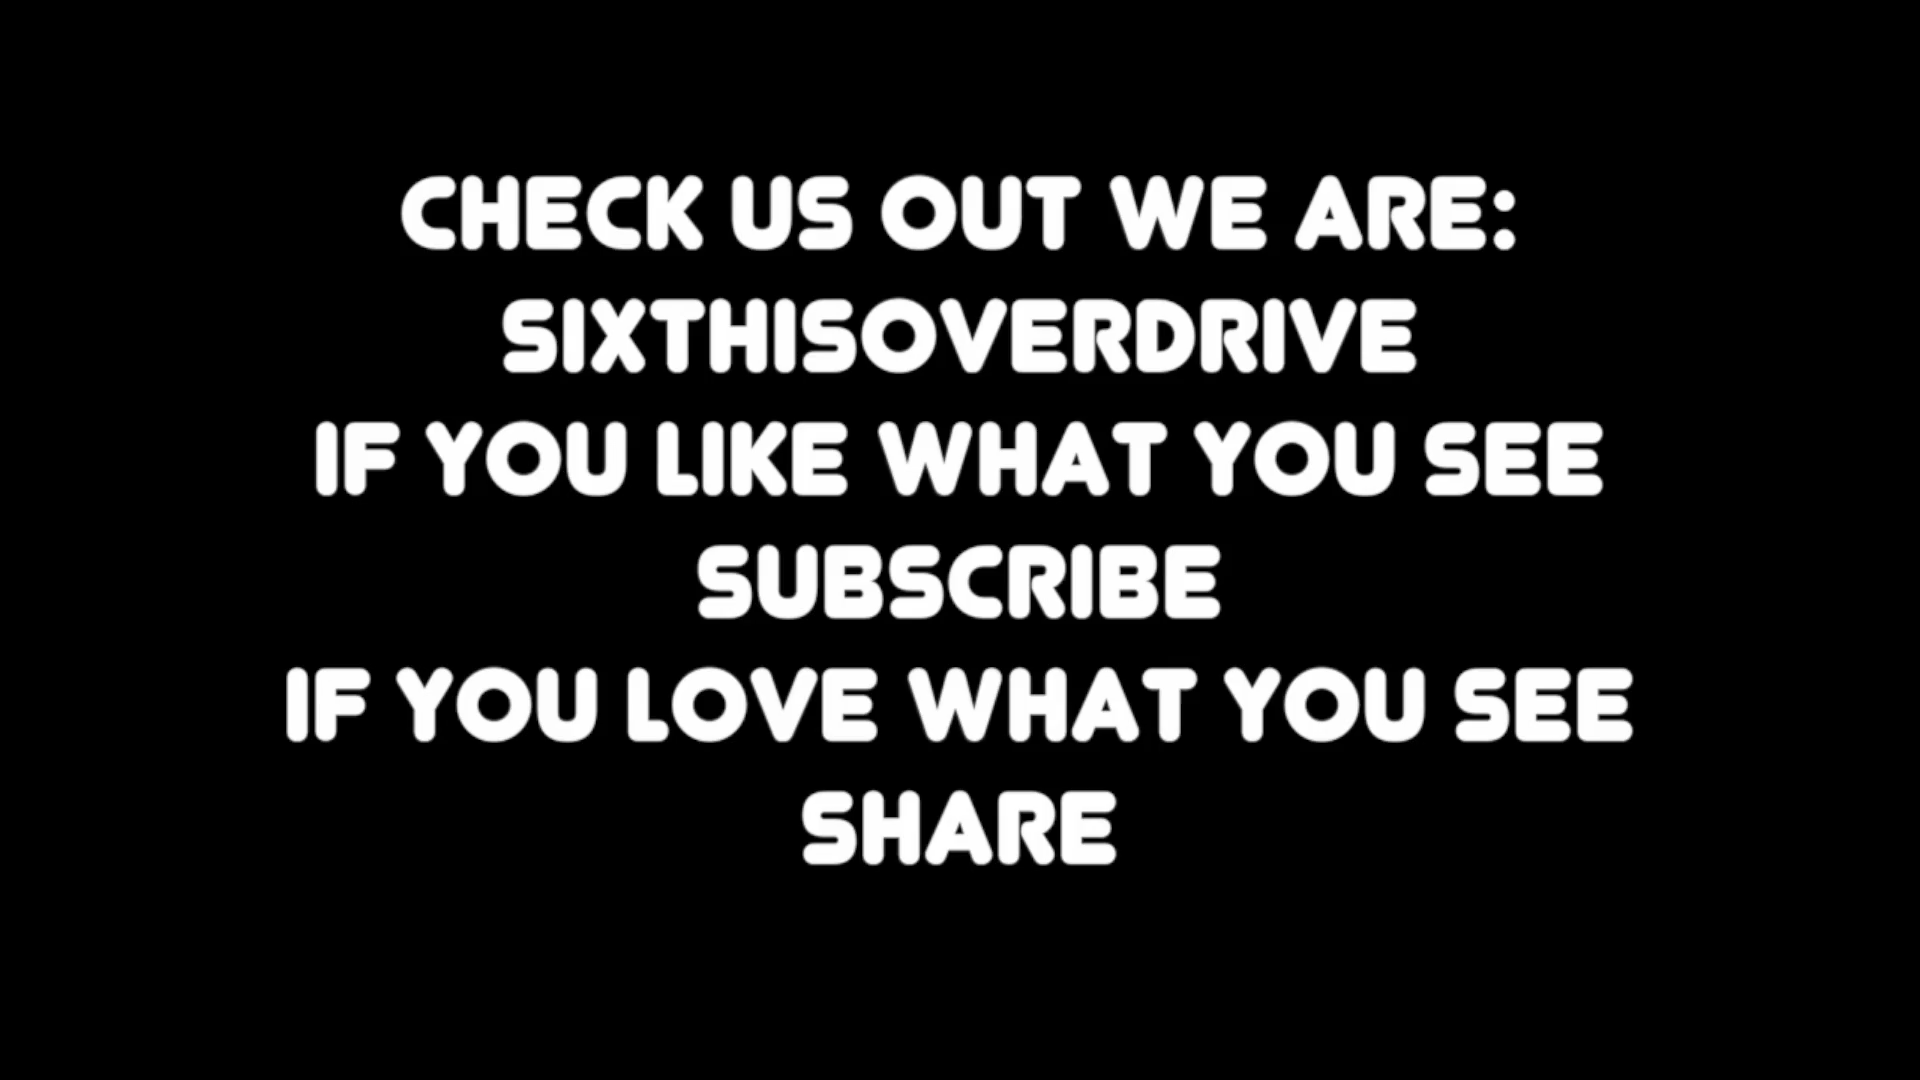 CHECK US OUT WE ARE:
SIXTHISOVERDRIVE
IF YOU LIKE WHAT YOU SEE
SUBSCRIBE
IF YOU LOVE WHAT YOU SEE
SHARE